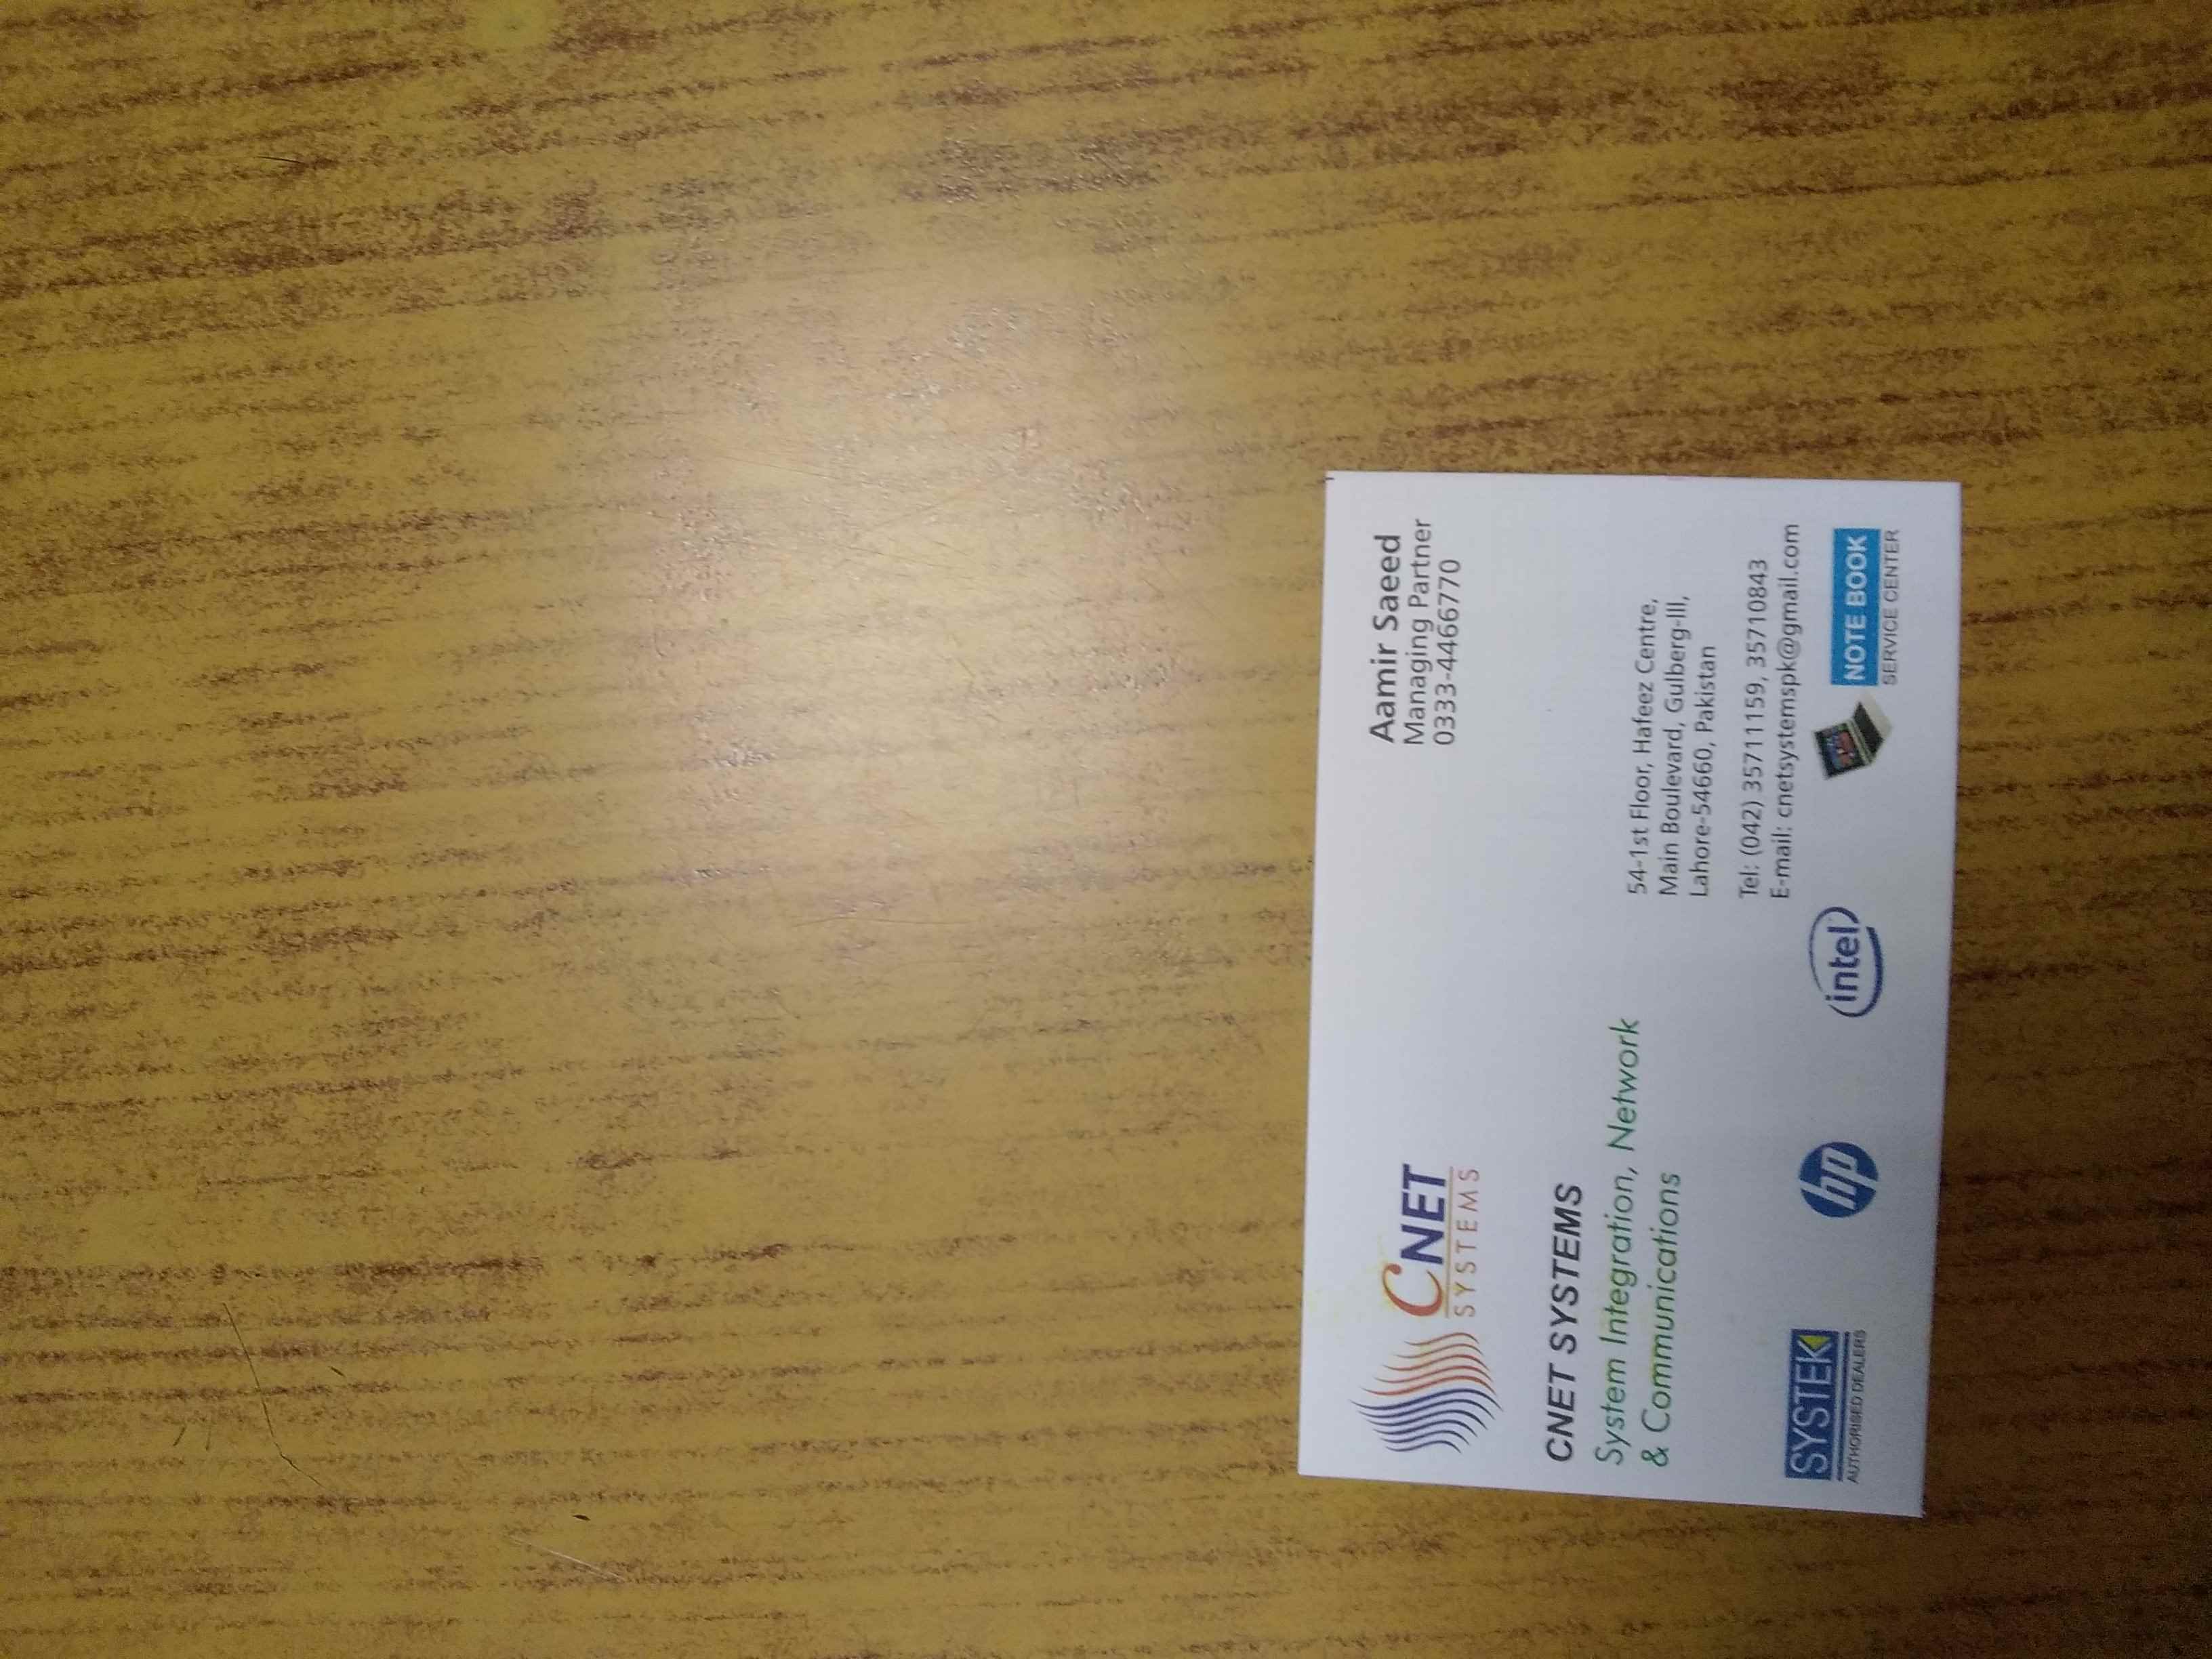 CNET
SYSTEMS
Aamir Saeed
Managing Partner
0333-4466770
CNET SYSTEMS
System Integration, Network
& Communications
54-1st Floor, Hafeez Centre,
Main Boulevard, Gulberg-III,
Lahore-54660, Pakistan
Tel: (042) 35711159, 35710843
E-mail: cnetsystemspk@gmail.com
SYSTEK
AUTHORISED DEALERS
hp
intel
NOTE BOOK
SERVICE CENTER